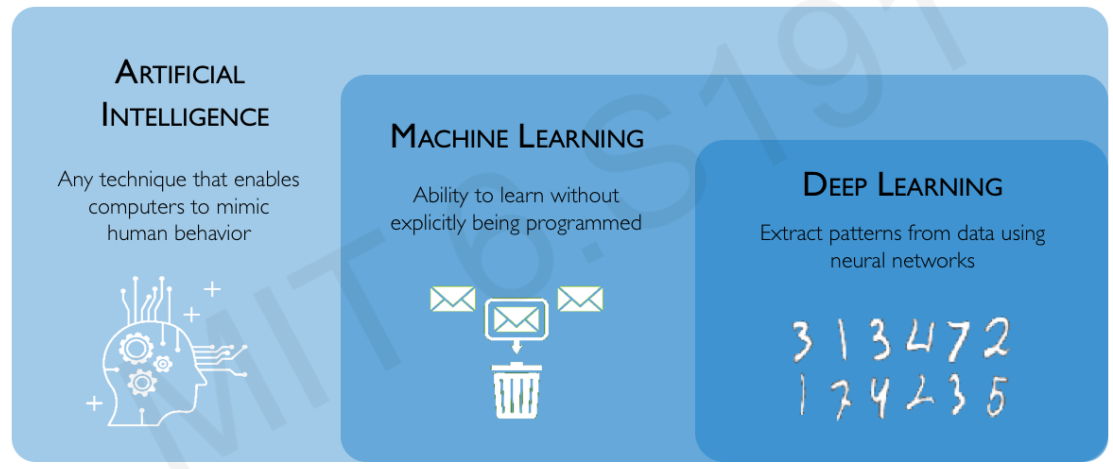 ARTIFICIAL
INTELLIGENCE
Any technique that enables
computers to mimic
human behavior
MACHINE LEARNING
Ability to learn without
explicitly being programmed
DEEP LEARNING
Extract patterns from data using
neural networks
3 1 3 4 7 2
1 7 4 2 3 5
MIT 6.S191